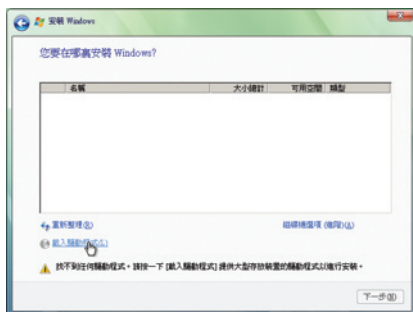 安裝 Windows
您要在哪裏安裝 Windows?
名稱 大小總計 可用空間 類型
重新整理(R) 磁碟機選項 (進階)(A)
載入驅動程式(L)
找不到任何驅動程式。請按一下 [載入驅動程式] 提供大型存放裝置的驅動程式以進行安裝。
下一步(N)